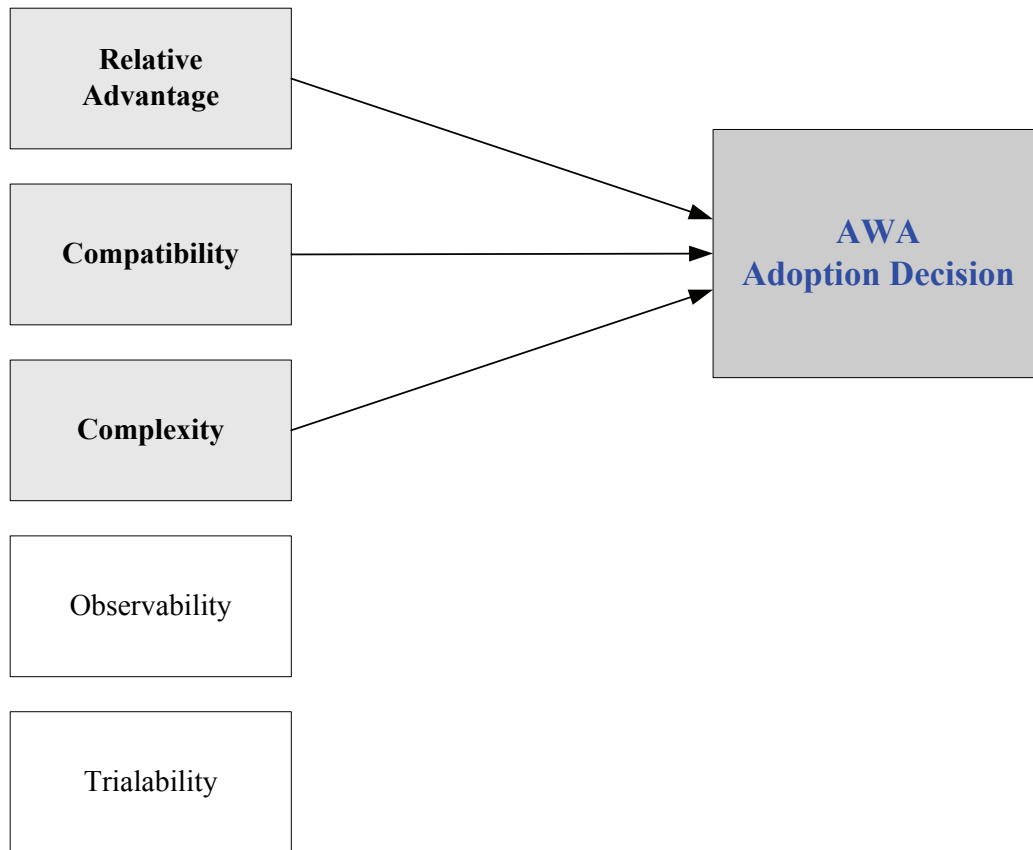 Relative
Advantage
Compatibility
AWA
Adoption Decision
Complexity
Observability
Trialability